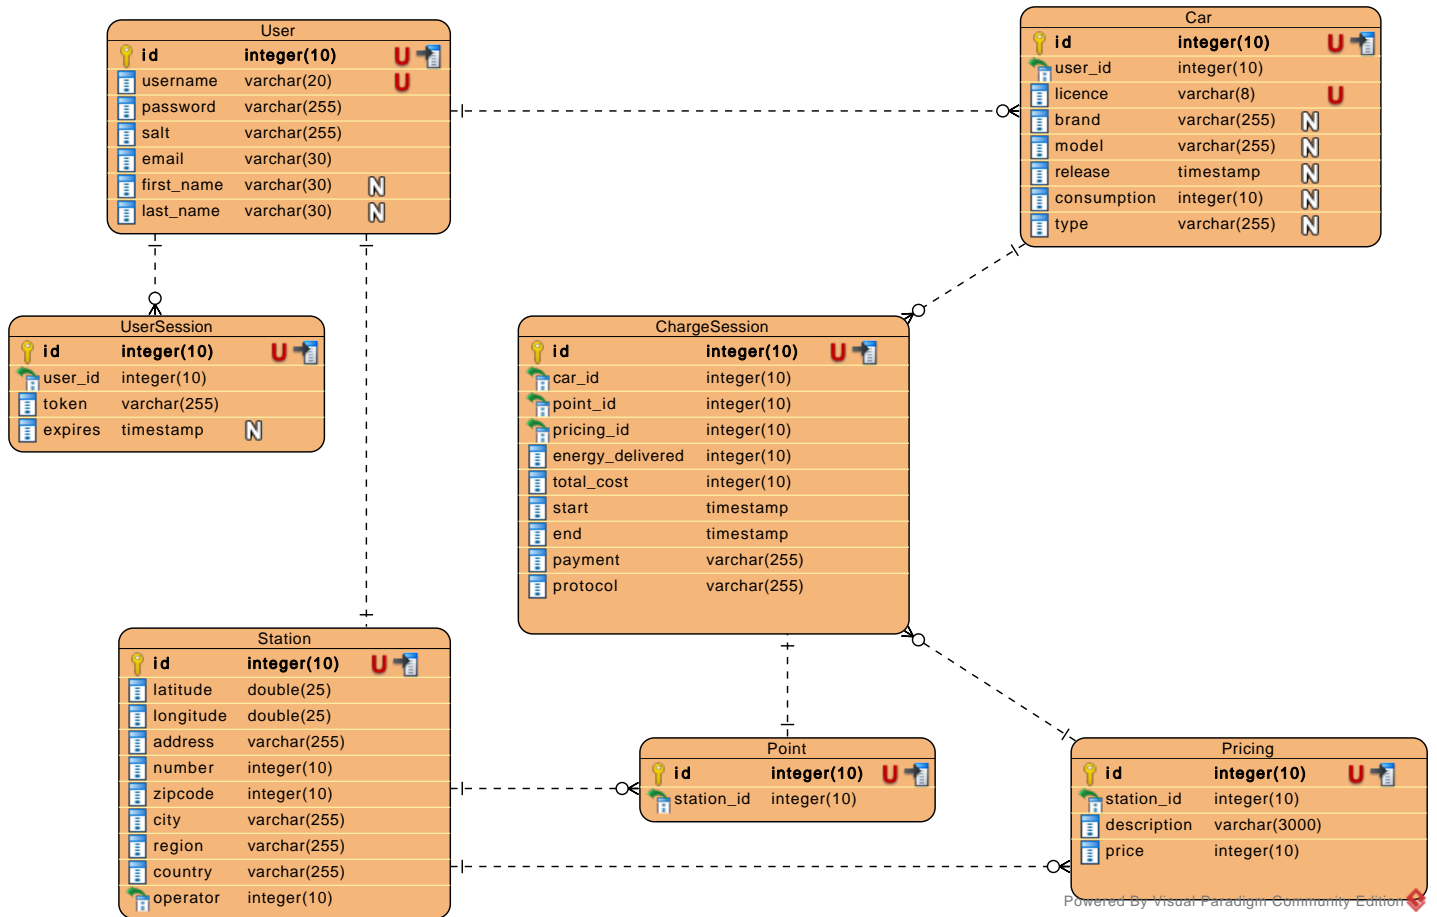 User
id integer(10) U
username varchar(20) U
password varchar(255)
salt varchar(255)
email varchar(30)
first_name varchar(30) N
last_name varchar(30) N
Car
id integer(10) U
user_id integer(10)
licence varchar(8) U
brand varchar(255) N
model varchar(255) N
release timestamp N
consumption integer(10) N
type varchar(255) N
UserSession
id integer(10) U
user_id integer(10)
token varchar(255)
expires timestamp N
ChargeSession
id integer(10) U
car_id integer(10)
point_id integer(10)
pricing_id integer(10)
energy_delivered integer(10)
total_cost integer(10)
start timestamp
end timestamp
payment varchar(255)
protocol varchar(255)
Station
id integer(10) U
latitude double(25)
longitude double(25)
address varchar(255)
number integer(10)
zipcode integer(10)
city varchar(255)
region varchar(255)
country varchar(255)
operator integer(10)
Point
id integer(10) U
station_id integer(10)
Pricing
id integer(10) U
station_id integer(10)
description varchar(3000)
price integer(10)
Powered By Visual Paradigm Community Edition